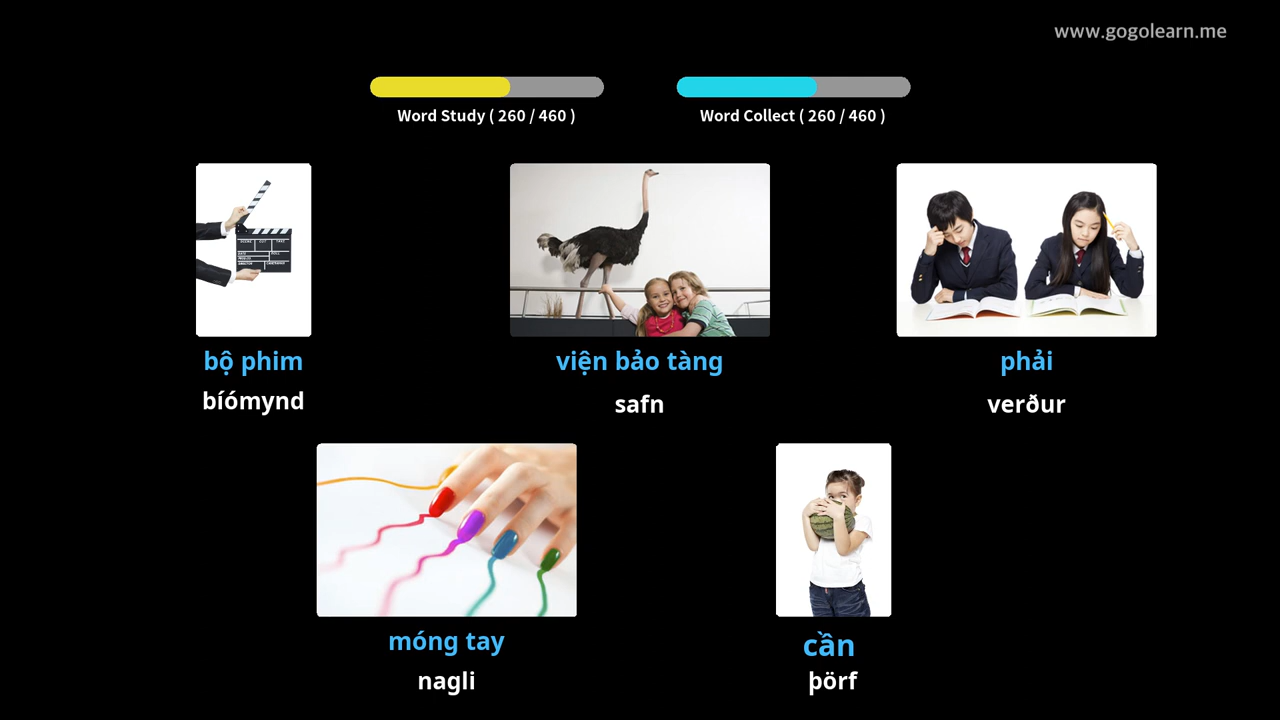 www.gogolearn.me
Word Study ( 260 / 460 )
Word Collect ( 260 / 460 )
bộ phim
viện bảo tàng
phải
bíómynd
safn
verður
móng tay
cần
nagli
þörf